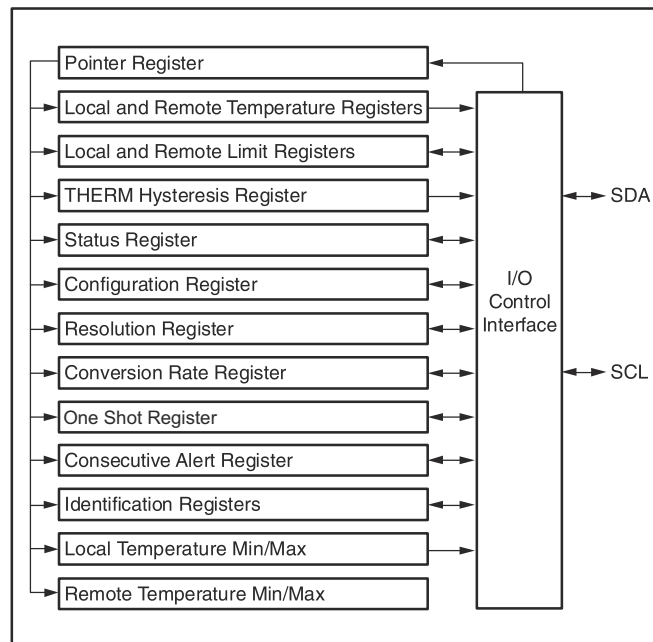 Pointer Register
Local and Remote Temperature Registers
Local and Remote Limit Registers
THERM Hysteresis Register
SDA
Status Register
Configuration Register
I/O
Control
Interface
Resolution Register
Conversion Rate Register
SCL
One Shot Register
Consecutive Alert Register
Identification Registers
Local Temperature Min/Max
Remote Temperature Min/Max